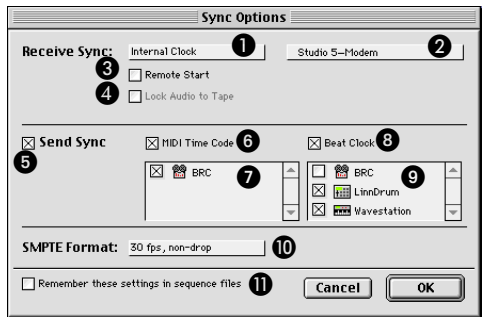 Sync Options
Receive Sync: Internal Clock 1 Studio 5–Modem 2
3 Remote Start
4 Lock Audio to Tape
Send Sync MIDI Time Code 6 Beat Clock 8
5
BRC 7 BRC 9
LinnDrum
Wavestation
SMPTE Format: 30 fps, non-drop 10
Remember these settings in sequence files 11 Cancel OK